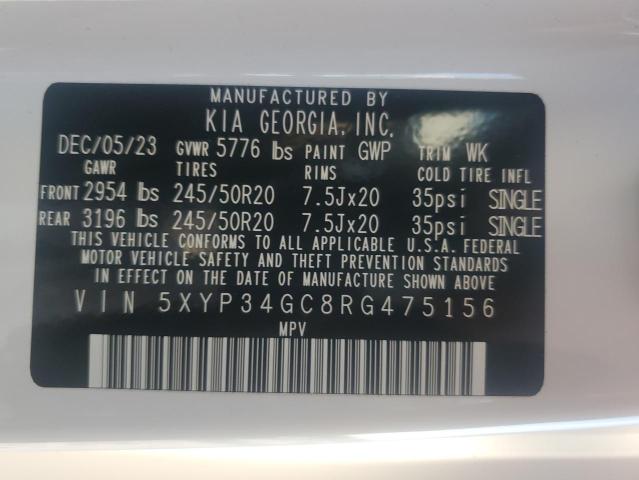 MANUFACTURED BY
KIA GEORGIA, INC.
DEC/05/23 GVWR 5776 lbs PAINT GWP TRIM WK
GAWR TIRES RIMS COLD TIRE INFL
FRONT 2954 lbs 245/50R20 7.5Jx20 35psi SINGLE
REAR 3196 lbs 245/50R20 7.5Jx20 35psi SINGLE
THIS VEHICLE CONFORMS TO ALL APPLICABLE U.S.A. FEDERAL
MOTOR VEHICLE SAFETY AND THEFT PREVENTION STANDARDS
IN EFFECT ON THE DATE OF MANUFACTURE SHOWN ABOVE.
VIN 5XYP34GC8RG475156
MPV